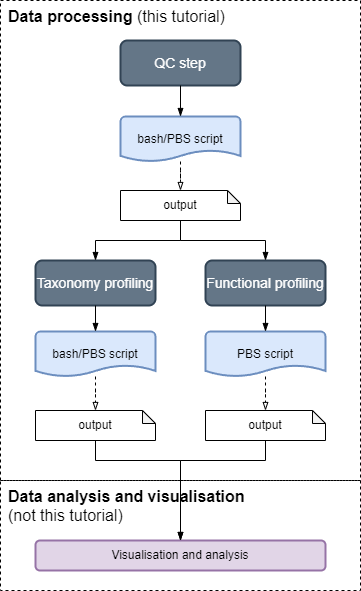 Data processing (this tutorial)
QC step
bash/PBS script
output
Taxonomy profiling
Functional profiling
bash/PBS script
PBS script
output
output
Data analysis and visualisation
(not this tutorial)
Visualisation and analysis